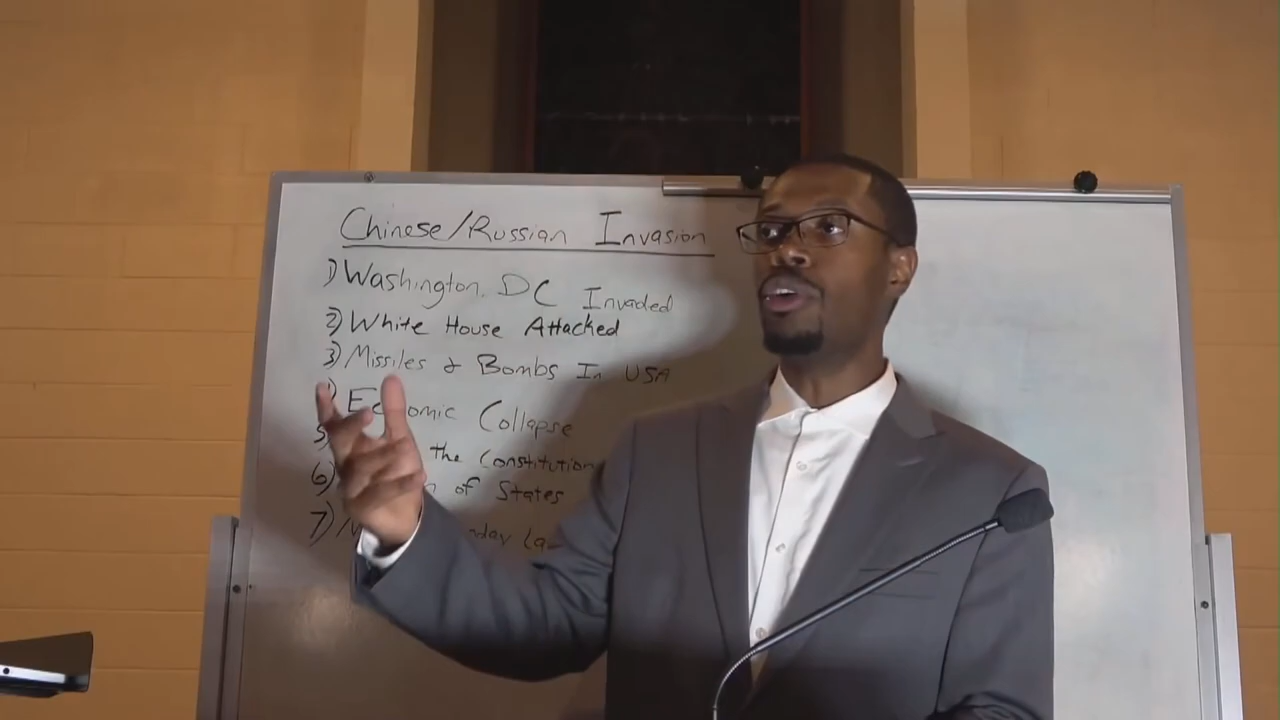 Chinese/Russian Invasion
1) Washington, DC Invaded
2) White House Attacked
3) Missiles & Bombs In USA
Collapse
5) the Constitution
6) of States
7)